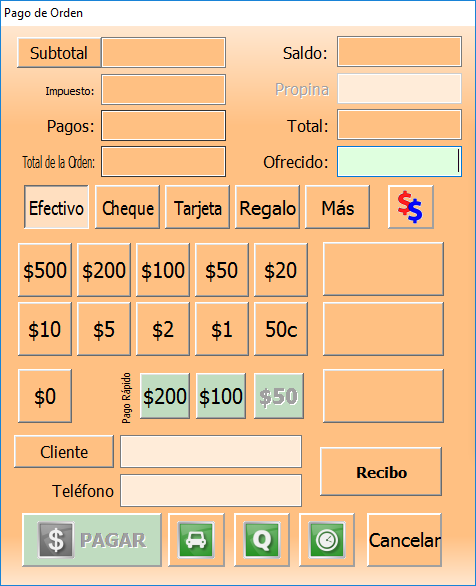 Pago de Orden
Subtotal Saldo:
Impuesto: Propina
Pagos: Total:
Total de la Orden: Ofrecido:
Efectivo Cheque Tarjeta Regalo Más $$
$500 $200 $100 $50 $20
$10 $5 $2 $1 50c
$0 Pago Rápido $200 $100 $50
Cliente
Teléfono
Recibo
$ PAGAR Q Cancelar